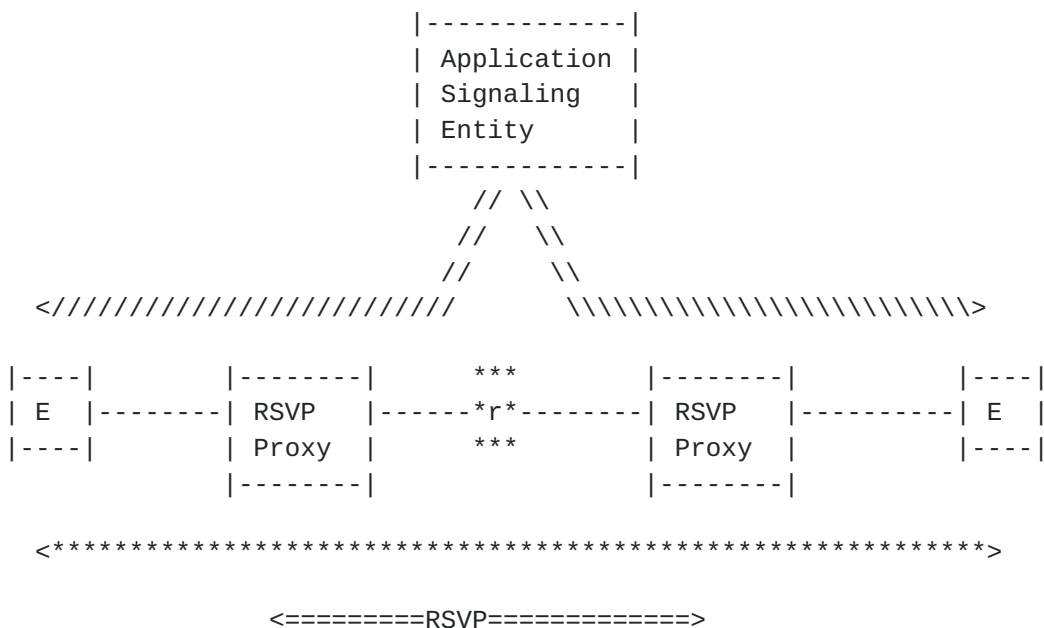 |-------------|
| Application |
| Signaling   |
| Entity      |
|-------------|
// \\
//   \\
//     \\
<//////////////////////////       \\\\\\\\\\\\\\\\\\\\\\\\\\>
|----|        |--------|      ***        |--------|          |----|
| E  |--------| RSVP   |------*r*--------| RSVP   |----------| E  |
|----|        | Proxy  |      ***        | Proxy  |          |----|
|--------|                 |--------|
<************************************************************>
<=========RSVP=============>